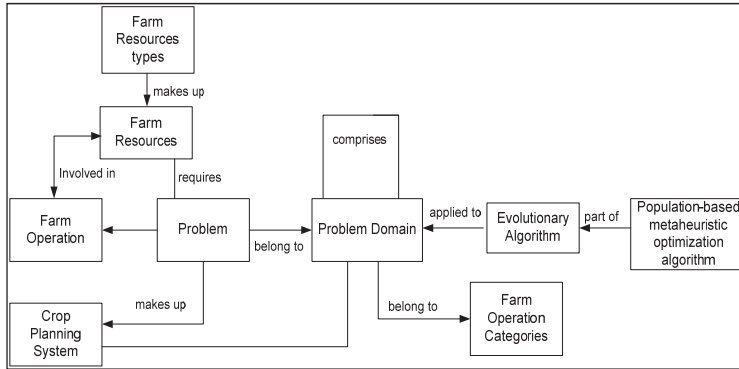 Farm
Resources
types
makes up
Farm
Resources
comprises
Involved in
requires
Farm
Operation
Problem
belong to
Problem Domain
applied to
Evolutionary
Algorithm
part of
Population-based
metaheuristic
optimization
algorithm
makes up
belong to
Crop
Planning
System
Farm
Operation
Categories